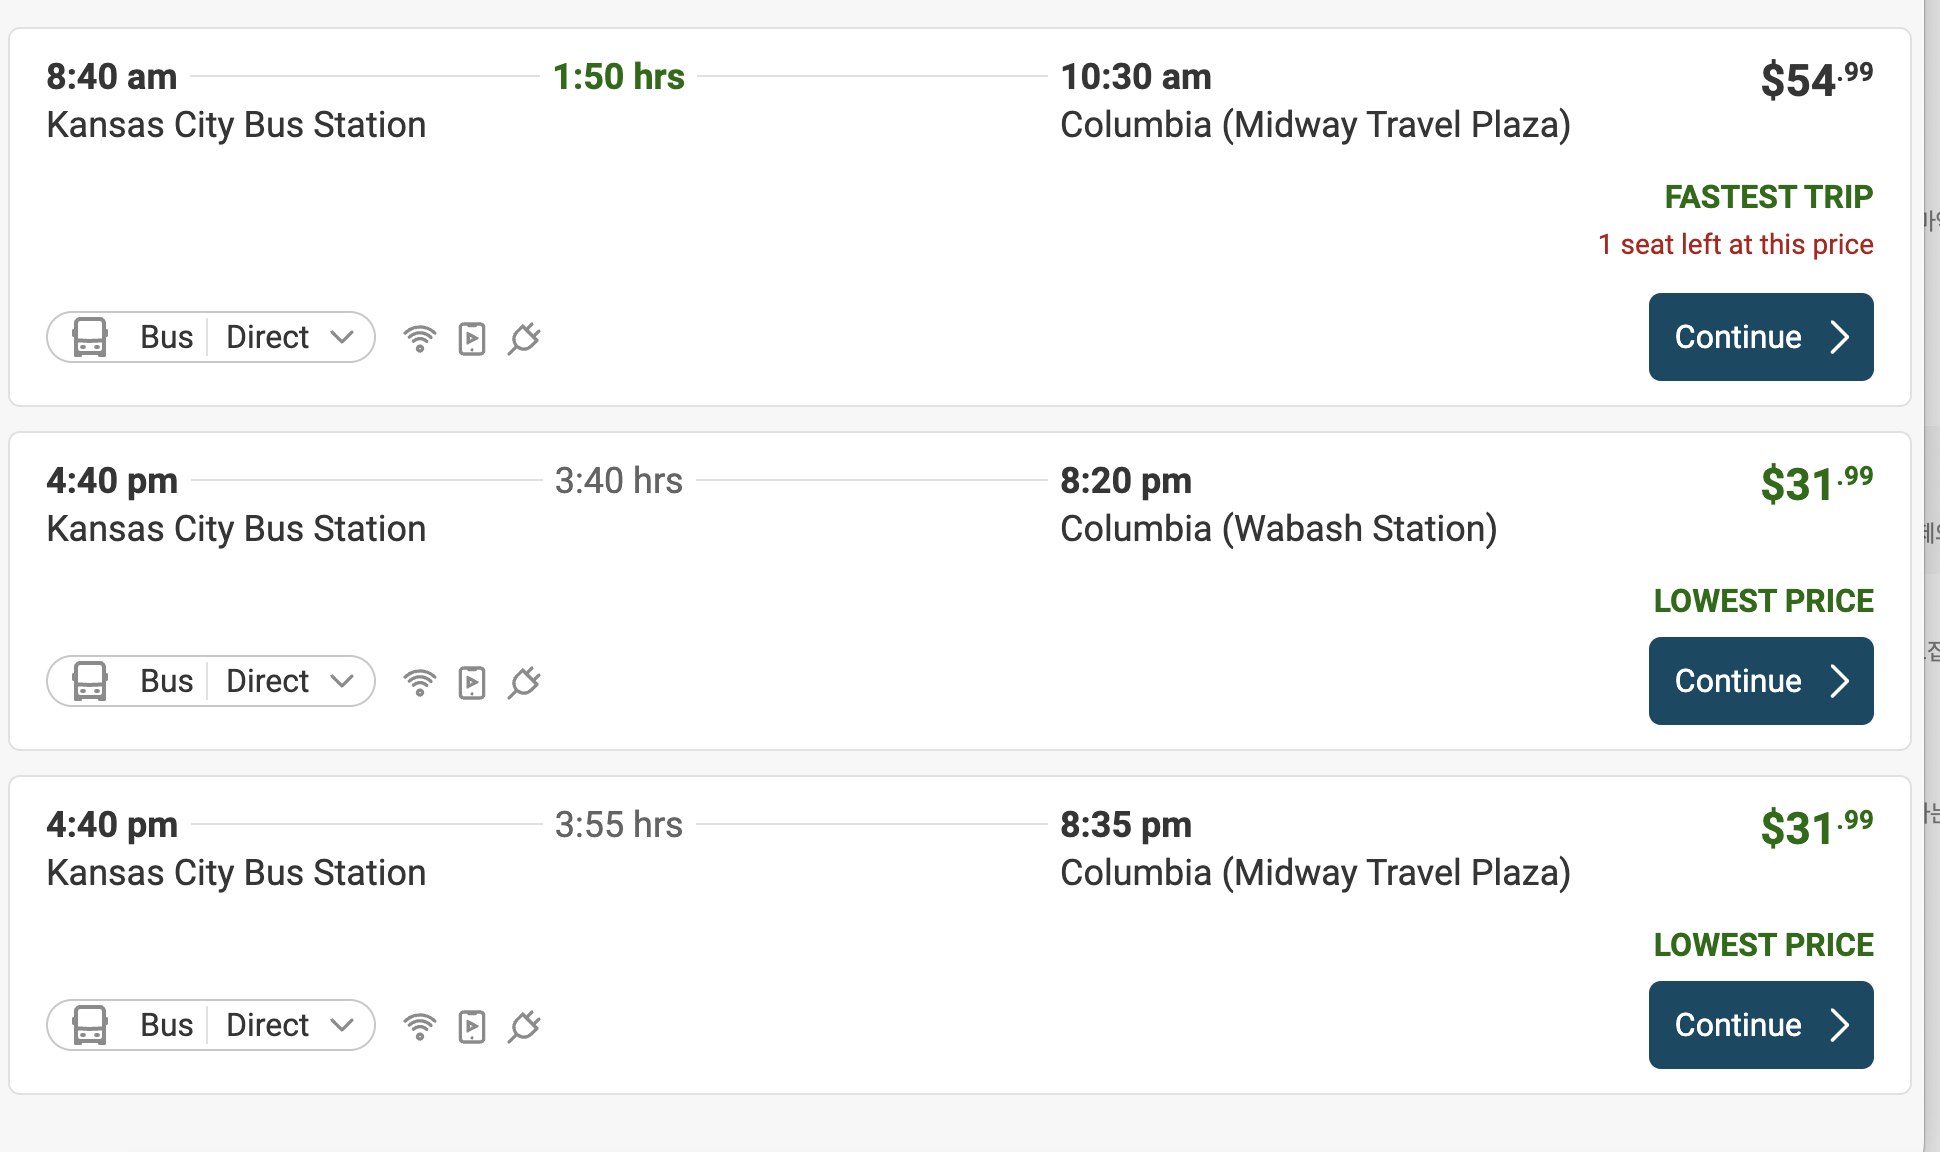 8:40 am 1:50 hrs 10:30 am $54.99
Kansas City Bus Station Columbia (Midway Travel Plaza)
FASTEST TRIP
1 seat left at this price
Bus Direct Continue
4:40 pm 3:40 hrs 8:20 pm $31.99
Kansas City Bus Station Columbia (Wabash Station)
LOWEST PRICE
Bus Direct Continue
4:40 pm 3:55 hrs 8:35 pm $31.99
Kansas City Bus Station Columbia (Midway Travel Plaza)
LOWEST PRICE
Bus Direct Continue